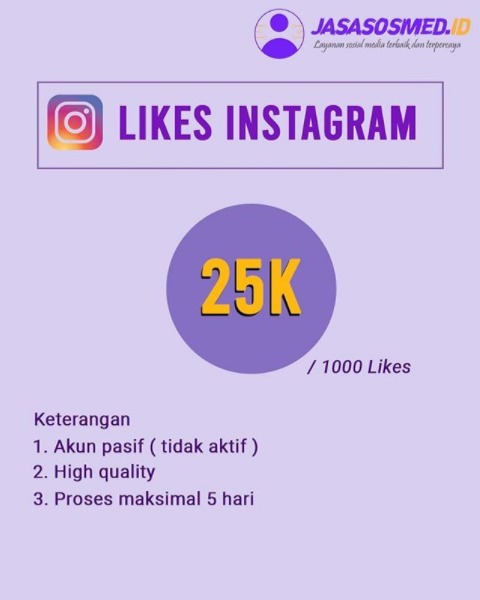 JASASOSMED.ID
Layanan sosial media terbaik dan terpercaya
LIKES INSTAGRAM
25K
/ 1000 Likes
Keterangan
1. Akun pasif ( tidak aktif )
2. High quality
3. Proses maksimal 5 hari